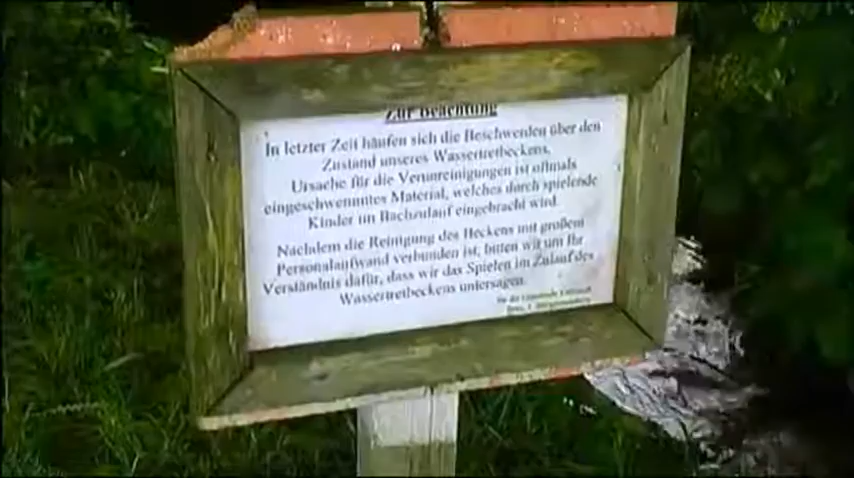 Zur Beachtung
In letzter Zeit häufen sich die Beschwerden über den
Zustand unseres Wassertretbeckens,
Ursache für die Verunreinigungen ist oftmals
eingeschwemmtes Material, welches durch spielende
Kinder im Bachzulauf eingebracht wird.
Nachdem die Reinigung des Beckens mit großem
Personalaufwand verbunden ist, bitten wir um Ihr
Verständnis dafür, dass wir das Spielen im Zulauf des
Wassertretbeckens untersagen.